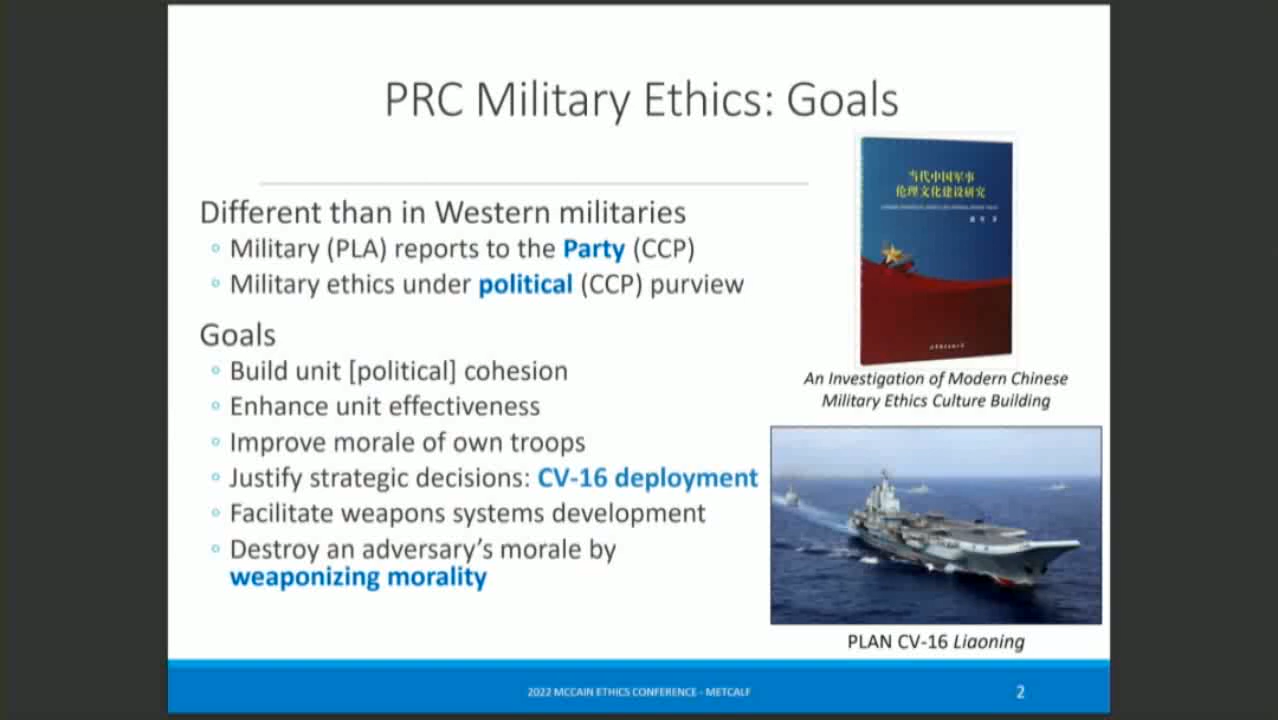 PRC Military Ethics: Goals
Different than in Western militaries
Military (PLA) reports to the Party (CCP)
Military ethics under political (CCP) purview
Goals
Build unit [political] cohesion
Enhance unit effectiveness
Improve morale of own troops
Justify strategic decisions: CV-16 deployment
Facilitate weapons systems development
Destroy an adversary's morale by
weaponizing morality
当代中国军事
伦理文化建设研究
An Investigation of Modern Chinese
Military Ethics Culture Building
PLAN CV-16 Liaoning
2022 MCCAIN ETHICS CONFERENCE - METCALF
2